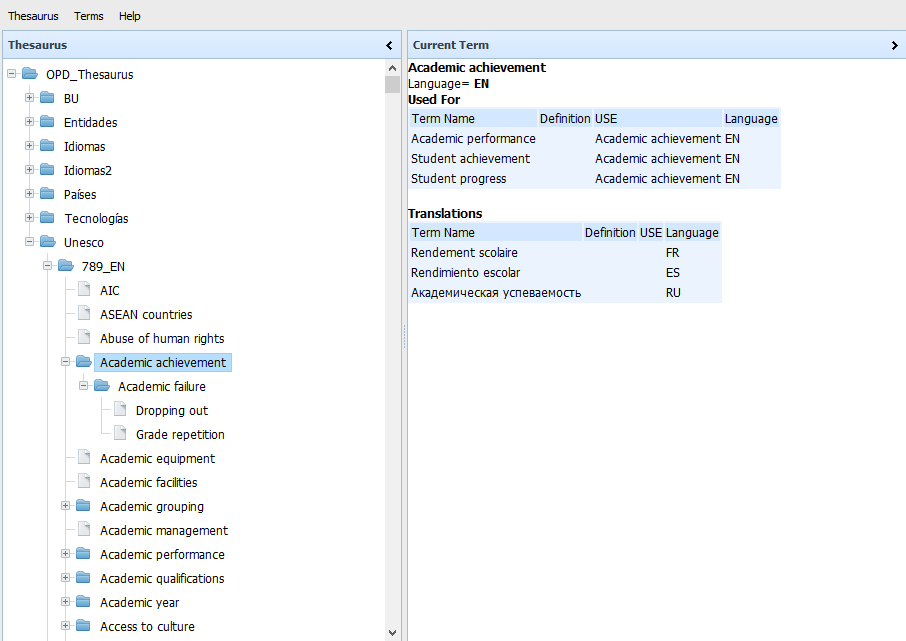 Thesaurus Terms Help
Thesaurus
OPD_Thesaurus
BU
Entidades
Idiomas
Idiomas2
Países
Tecnologías
Unesco
789_EN
AIC
ASEAN countries
Abuse of human rights
Academic achievement
Academic failure
Dropping out
Grade repetition
Academic equipment
Academic facilities
Academic grouping
Academic management
Academic performance
Academic qualifications
Academic year
Access to culture
Current Term
Academic achievement
Language= EN
Used For
Term Name Definition USE Language
Academic performance Academic achievement EN
Student achievement Academic achievement EN
Student progress Academic achievement EN
Translations
Term Name Definition USE Language
Rendement scolaire FR
Rendimiento escolar ES
Академическая успеваемость RU